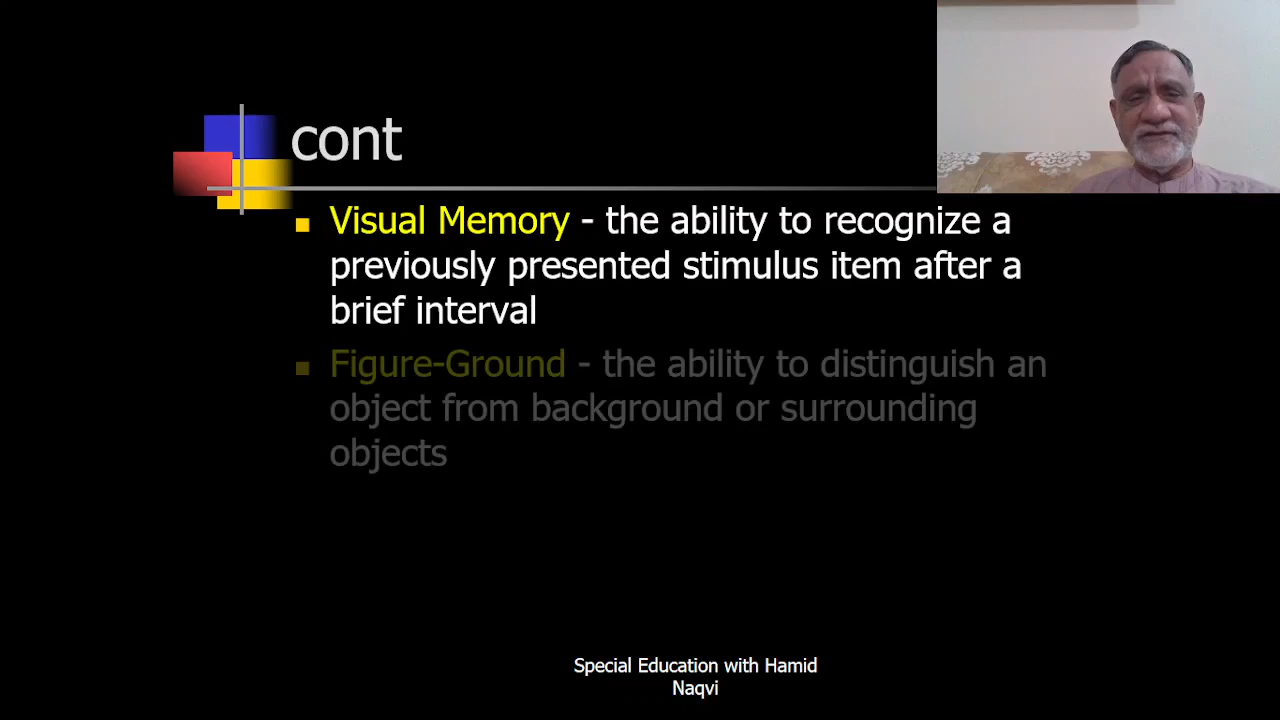 cont
Visual Memory - the ability to recognize a
previously presented stimulus item after a
brief interval
Figure-Ground - the ability to distinguish an
object from background or surrounding
objects
Special Education with Hamid
Naqvi